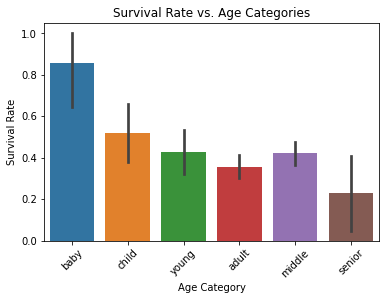 Survival Rate vs. Age Categories
Survival Rate
1.0
0.8
0.6
0.4
0.2
0.0
baby
child
young
adult
middle
senior
Age Category